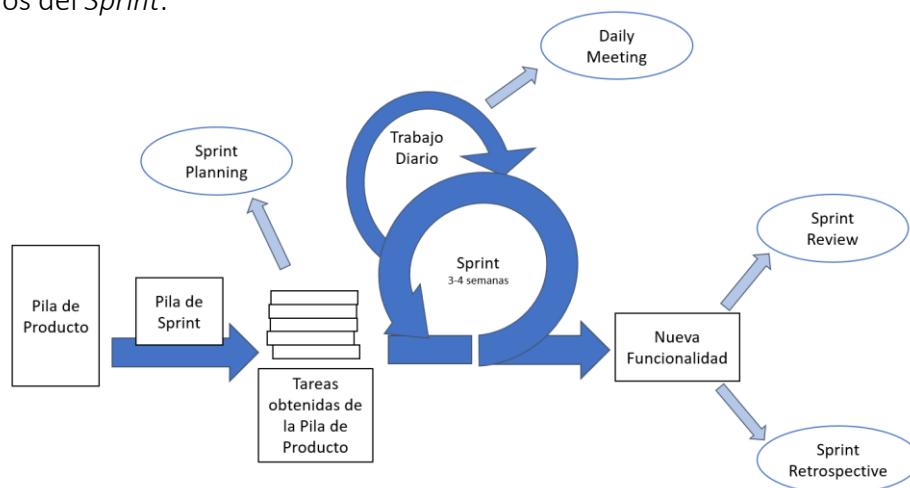 os del Sprint.
Daily
Meeting
Trabajo
Diario
Sprint
Planning
Sprint
Review
Sprint
3-4 semanas
Pila de
Producto
Pila de
Sprint
Nueva
Funcionalidad
Tareas
obtenidas de
la Pila de
Producto
Sprint
Retrospective